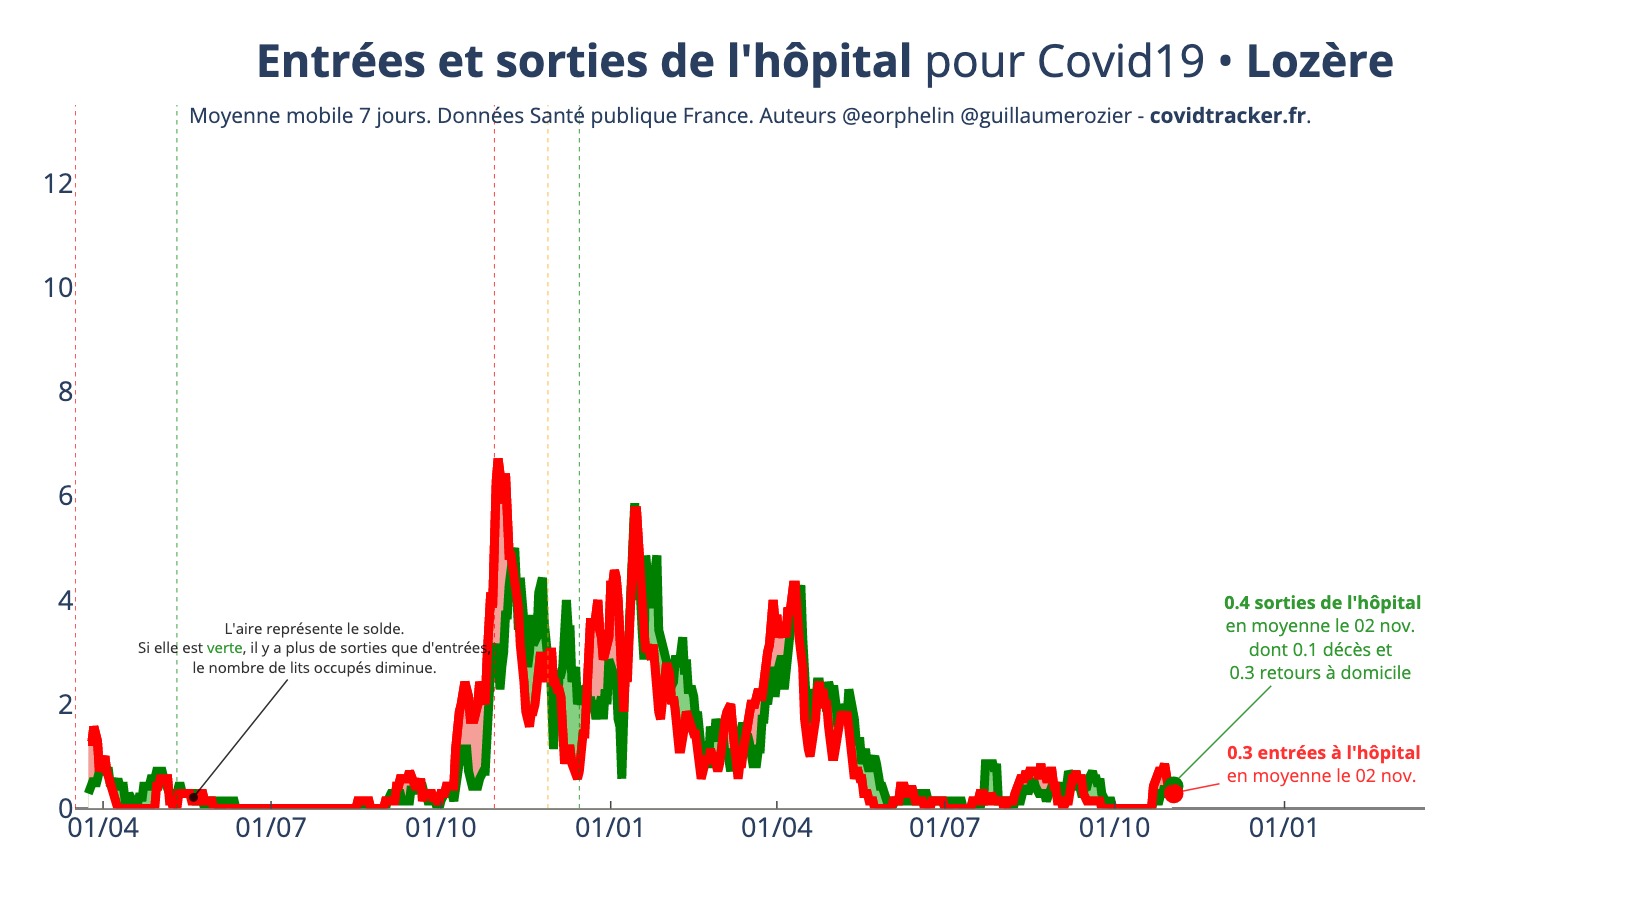 Entrées et sorties de l'hôpital pour Covid19 • Lozère
Moyenne mobile 7 jours. Données Santé publique France. Auteurs @eorphelin @guillaumerozier - covidtracker.fr.
12
10
8
6
4
2
0
L'aire représente le solde.
Si elle est verte, il y a plus de sorties que d'entrées,
le nombre de lits occupés diminue.
0.4 sorties de l'hôpital
en moyenne le 02 nov.
dont 0.1 décès et
0.3 retours à domicile
0.3 entrées à l'hôpital
en moyenne le 02 nov.
01/04 01/07 01/10 01/01 01/04 01/07 01/10 01/01